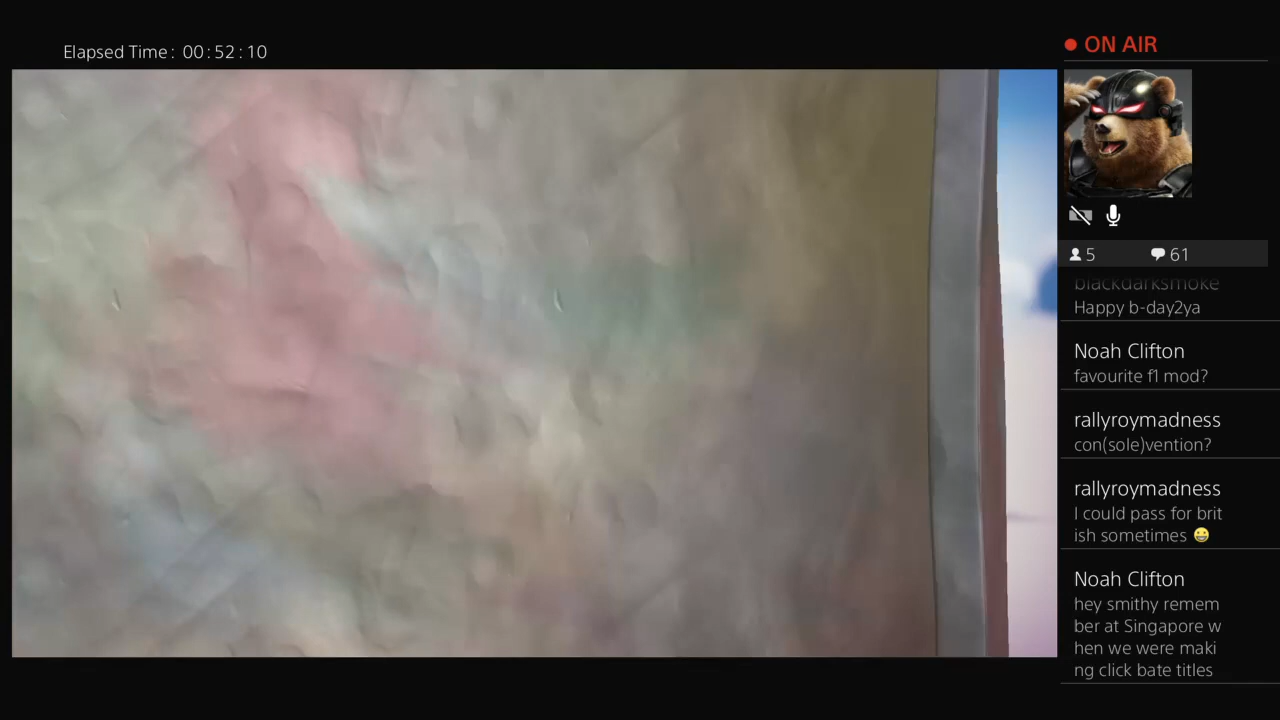 Elapsed Time: 00:52:10
ON AIR
5
61
blackdarksmoke
Happy b-day2ya
Noah Clifton
favourite f1 mod?
rallyroymadness
con(sole)vention?
rallyroymadness
I could pass for brit
ish sometimes 😀
Noah Clifton
hey smithy remem
ber at Singapore w
hen we were maki
ng click bate titles